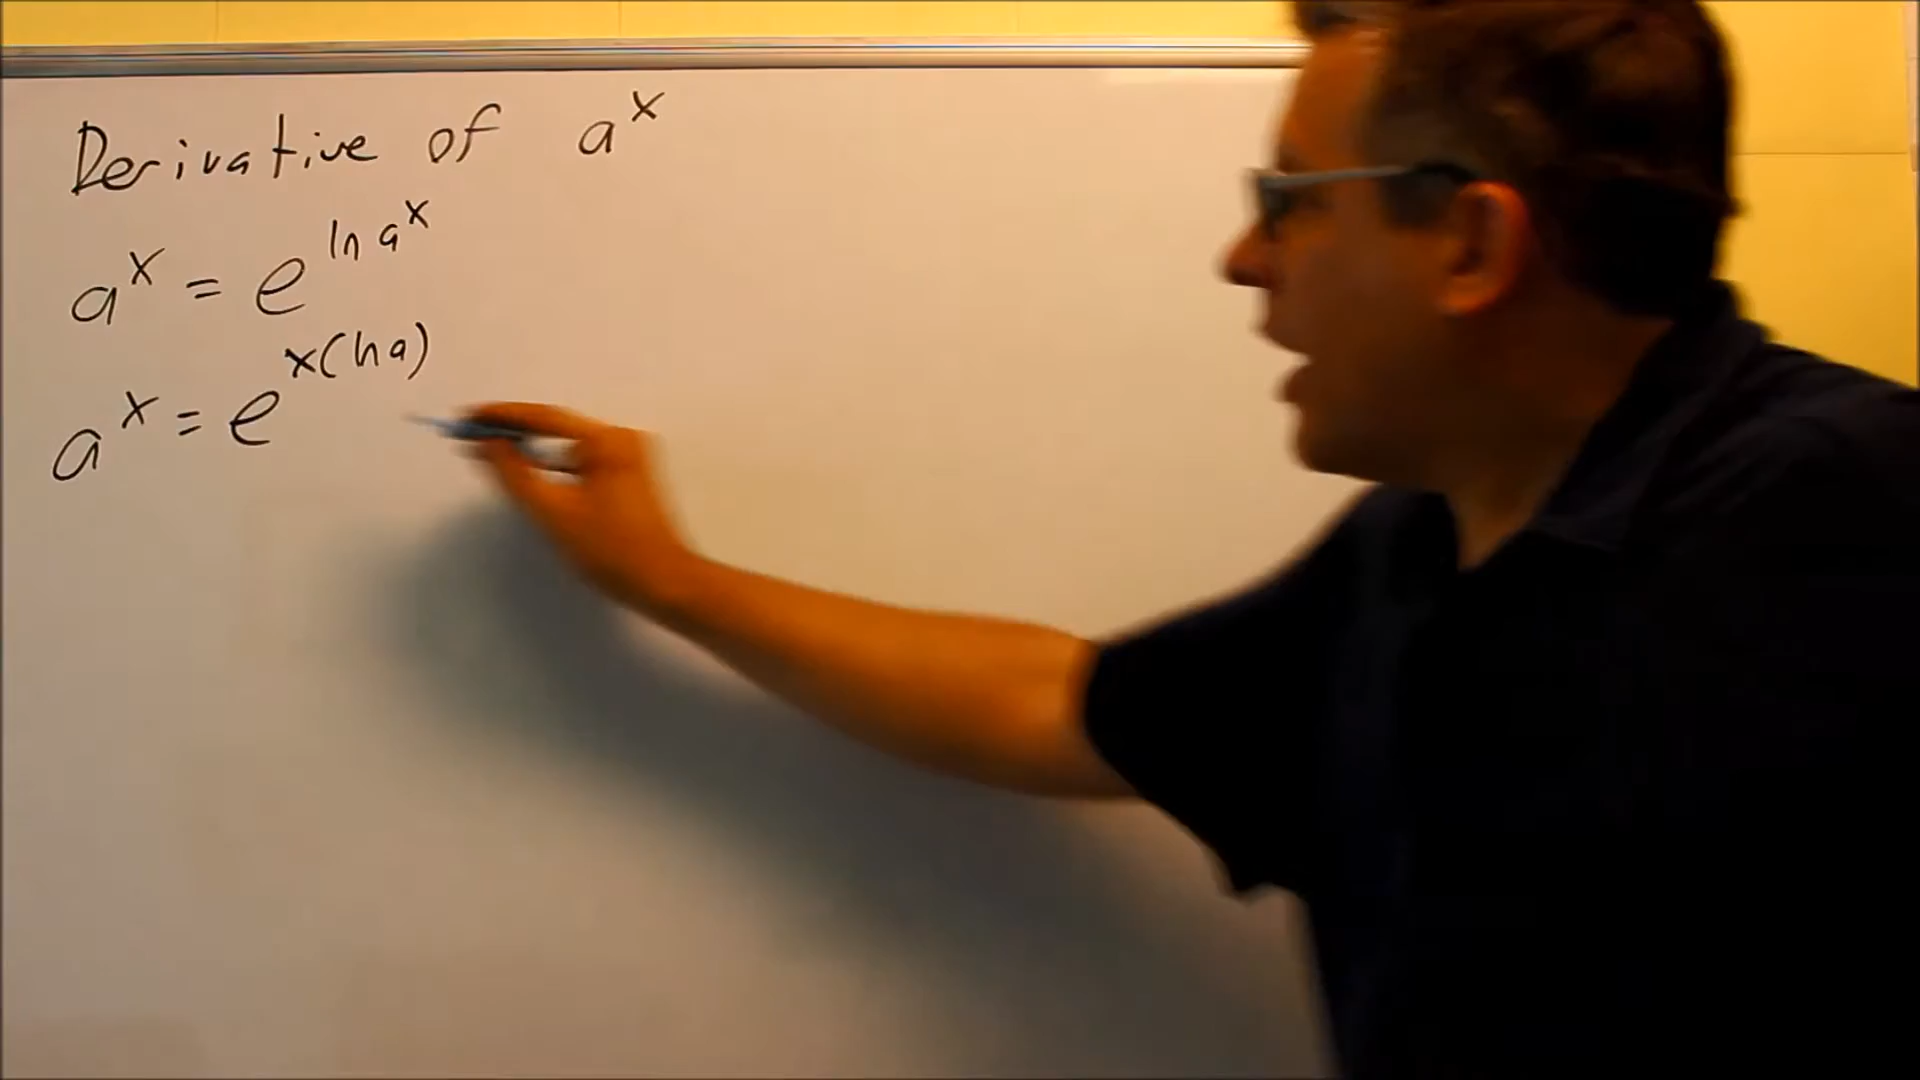 Derivative of a^x
a^x = e^ln a^x
a^x = e^x(ln a)